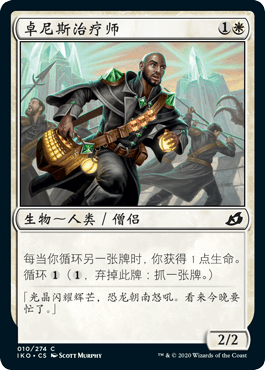 卓尼斯治疗师 1
生物～人类／僧侣
每当你循环另一张牌时，你获得1点生命。
循环 1（1，弃掉此牌：抓一张牌。）
「光晶闪耀辉芒，恐龙朝南怒吼。看来今晚要
忙了。」
2/2
010/274 C
IKO • CS SCOTT MURPHY
™ & © 2020 Wizards of the Coast